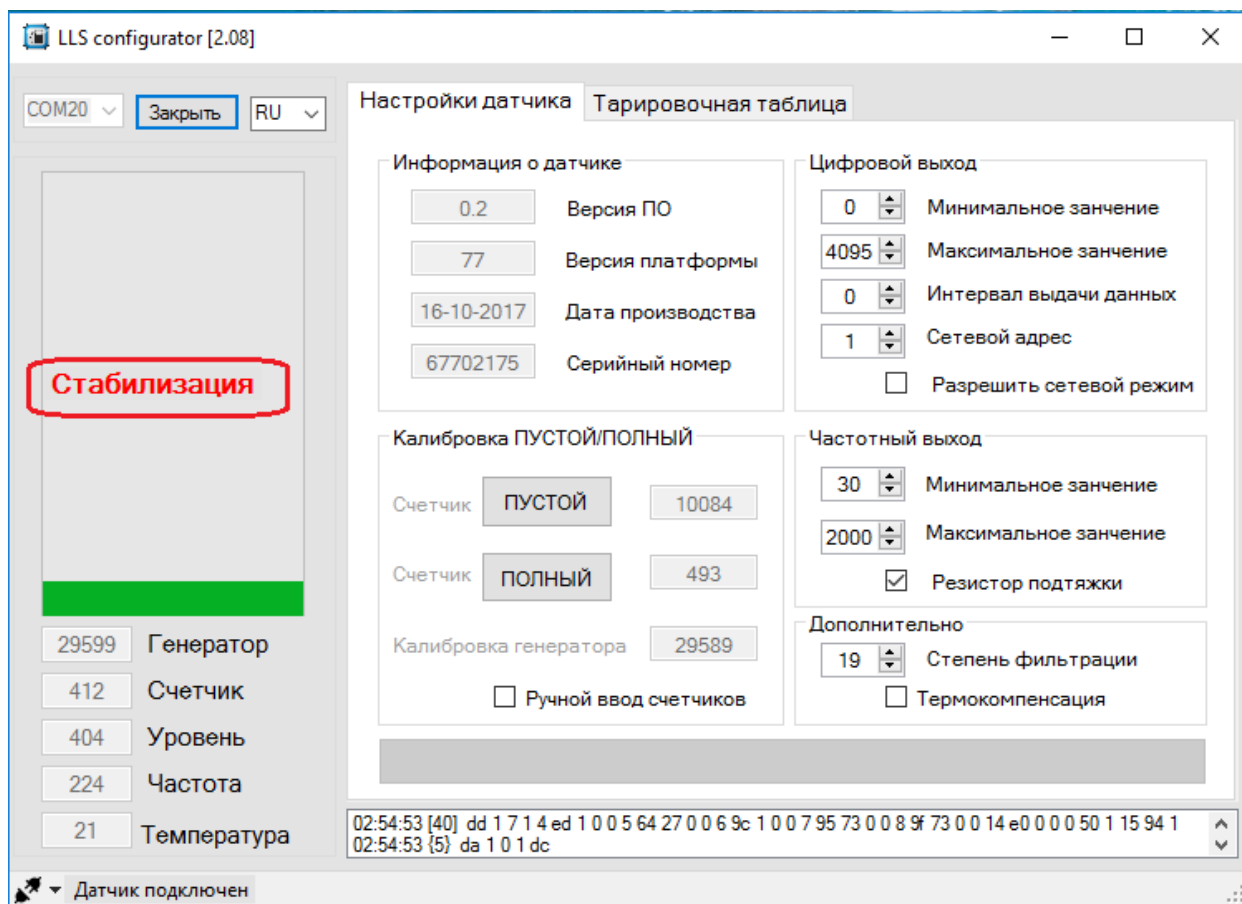 LLS configurator [2.08]
COM20
Закрыть
RU
Настройки датчика
Тарировочная таблица
Стабилизация
29599 Генератор
412 Счетчик
404 Уровень
224 Частота
21 Температура
Информация о датчике
0.2 Версия ПО
77 Версия платформы
16-10-2017 Дата производства
67702175 Серийный номер
Калибровка ПУСТОЙ/ПОЛНЫЙ
Счетчик ПУСТОЙ 10084
Счетчик ПОЛНЫЙ 493
Калибровка генератора 29589
Ручной ввод счетчиков
Цифровой выход
0 Минимальное занчение
4095 Максимальное занчение
0 Интервал выдачи данных
1 Сетевой адрес
Разрешить сетевой режим
Частотный выход
30 Минимальное занчение
2000 Максимальное занчение
Резистор подтяжки
Дополнительно
19 Степень фильтрации
Термокомпенсация
02:54:53 [40] dd 1 7 1 4 ed 1 0 0 5 64 27 0 0 6 9c 1 0 0 7 95 73 0 0 8 9f 73 0 0 14 e0 0 0 0 50 1 15 94 1
02:54:53 {5} da 1 0 1 dc
Датчик подключен